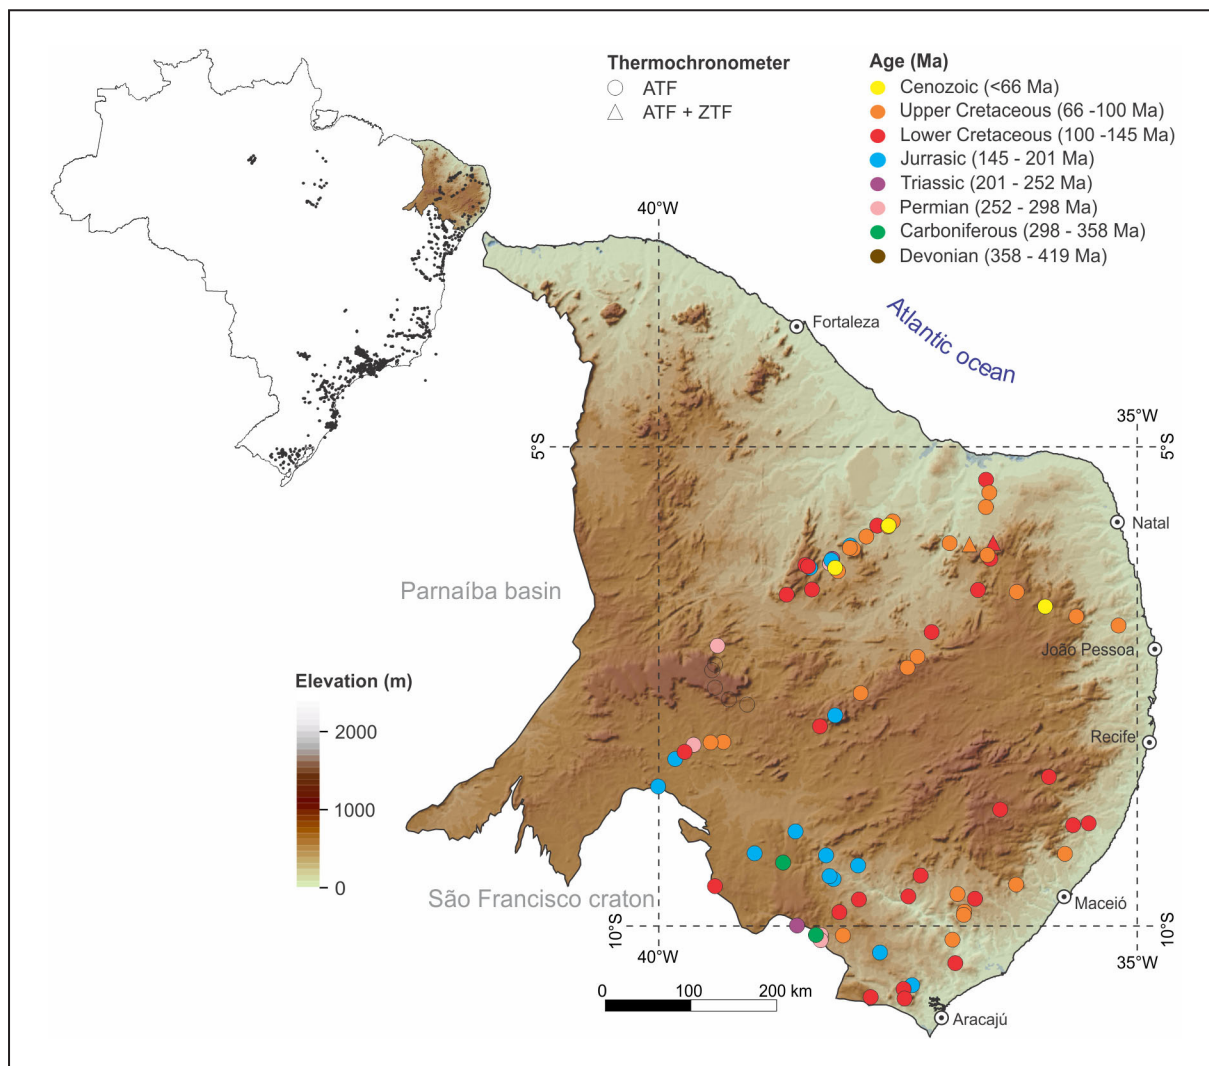 Thermochronometer
ATF
ATF + ZTF
Age (Ma)
Cenozoic (<66 Ma)
Upper Cretaceous (66 -100 Ma)
Lower Cretaceous (100 -145 Ma)
Jurrasic (145 - 201 Ma)
Triassic (201 - 252 Ma)
Permian (252 - 298 Ma)
Carboniferous (298 - 358 Ma)
Devonian (358 - 419 Ma)
40°W
Fortaleza
Atlantic ocean
35°W
5°S
5°S
Natal
Parnaíba basin
João Pessoa
Elevation (m)
2000
1000
0
Recife
São Francisco craton
Maceió
10°S
10°S
40°W
35°W
0 100 200 km
Aracajú